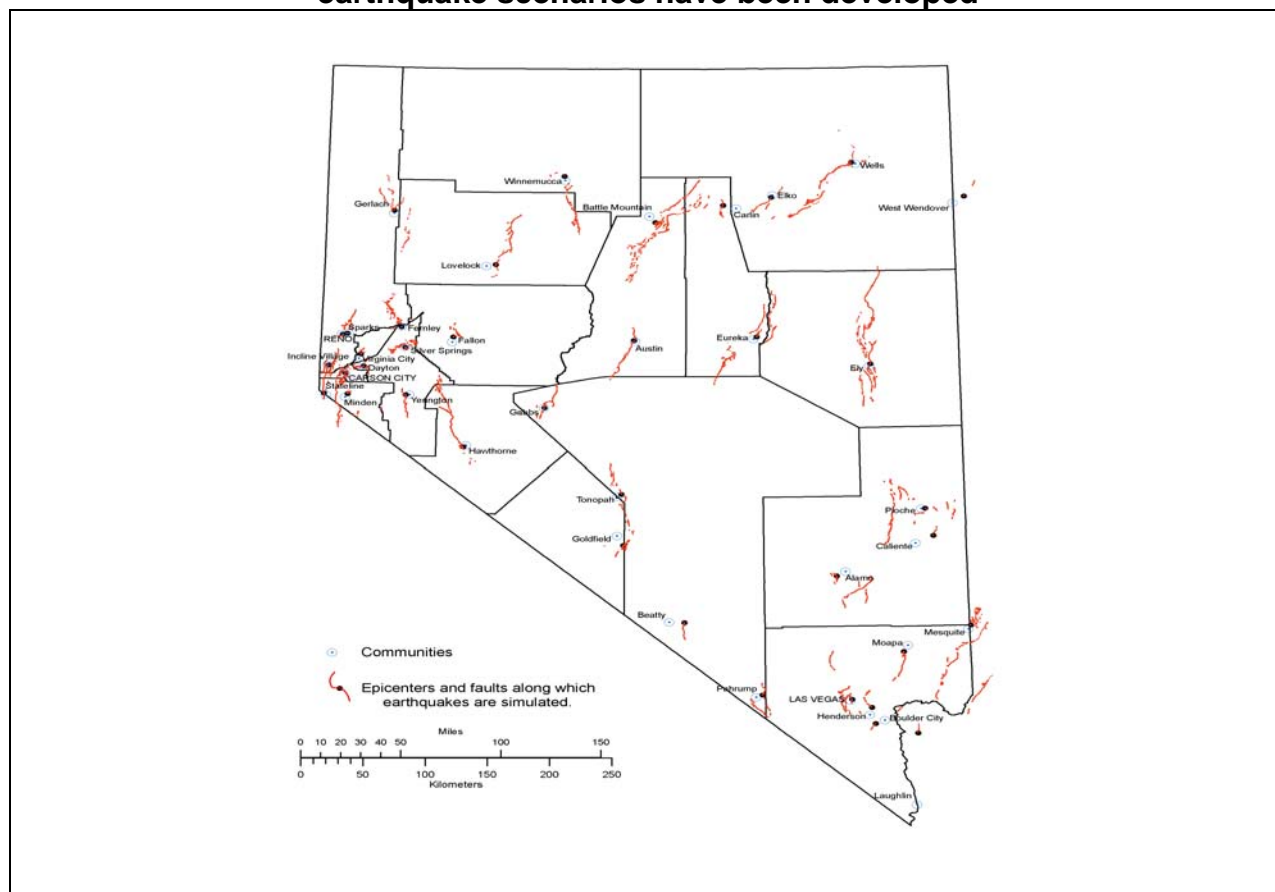 earthquake scenarios have been developed
Wells
Winnemucca
Elko
Gerlach
Battle Mountain
Carlin
West Wendover
Lovelock
Sparks
Fernley
RENO
Fallon
Silver Springs
Austin
Eureka
Incline Village
Virginia City
Dayton
Ely
CARSON CITY
Stateline
Minden
Yerington
Gabbs
Hawthorne
Tonopah
Pioche
Goldfield
Caliente
Alamo
Beatty
Mesquite
Moapa
Communities
Pahrump
Epicenters and faults along which
earthquakes are simulated.
LAS VEGAS
Henderson
Boulder City
Miles
0 10 20 30 40 50 100 150
0 50 100 150 200 250
Kilometers
Laughlin